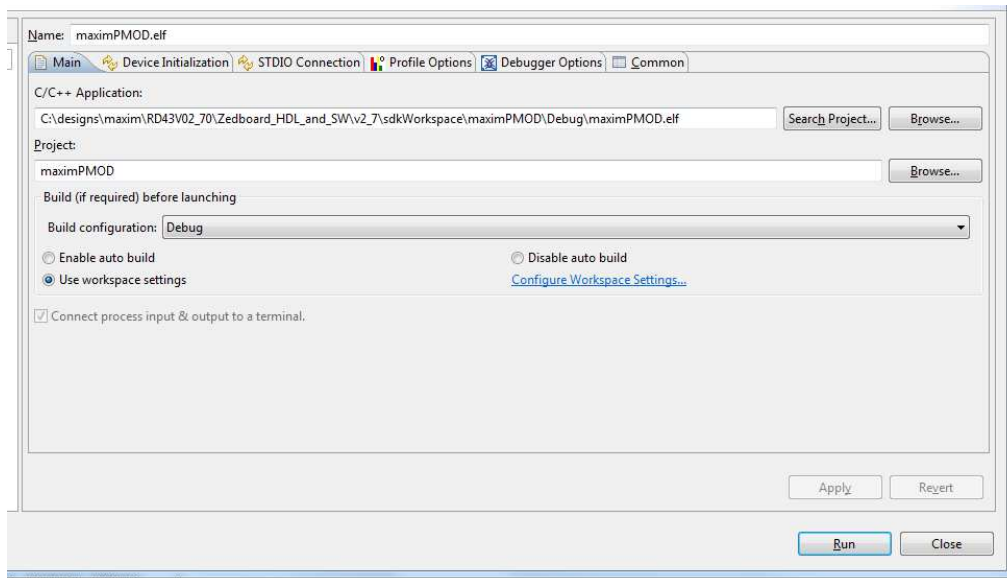 Name: maximPMOD.elf
Main Device Initialization STDIO Connection Profile Options Debugger Options Common
C/C++ Application:
C:\designs\maxim\RD43V02_70\Zedboard_HDL_and_SW\v2_7\sdkWorkspace\maximPMOD\Debug\maximPMOD.elf Search Project... Browse...
Project:
maximPMOD Browse...
Build (if required) before launching
Build configuration: Debug
Enable auto build Disable auto build
Use workspace settings Configure Workspace Settings...
Connect process input & output to a terminal.
Apply Revert
Run Close